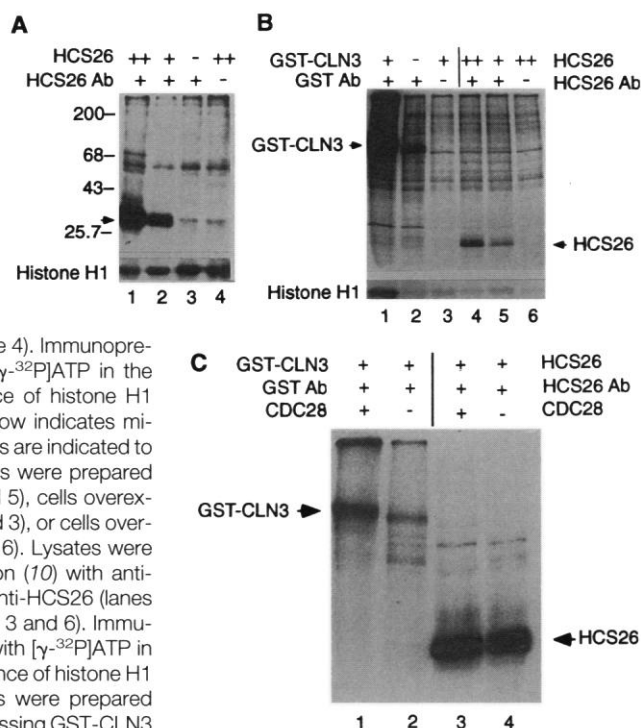 A
HCS26 ++ + - ++
HCS26 Ab + + + -
200–
68–
43–
25.7–
Histone H1
1 2 3 4
B
GST-CLN3 + - + ++ + ++ HCS26
GST Ab + + - + + - HCS26 Ab
GST-CLN3
HCS26
Histone H1
1 2 3 4 5 6
e 4). Immunopre-
γ-³²P]ATP in the
ce of histone H1
ow indicates mi-
s are indicated to
s were prepared
d 5), cells overex-
d 3), or cells over-
6). Lysates were
on (10) with anti-
nti-HCS26 (lanes
3 and 6). Immu-
with [γ-³²P]ATP in
nce of histone H1
s were prepared
ssing GST-CLN3
C
GST-CLN3 + + + + HCS26
GST Ab + + + + HCS26 Ab
CDC28 + - + - CDC28
GST-CLN3
HCS26
1 2 3 4